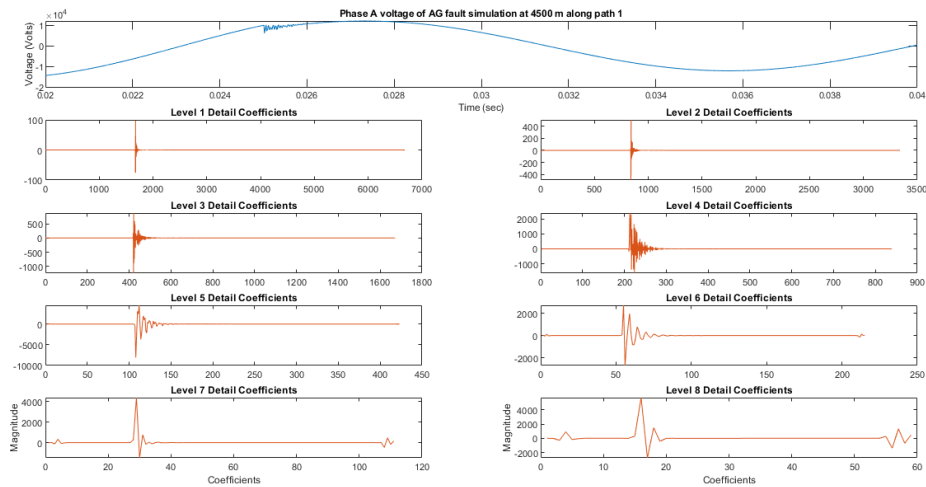 Phase A voltage of AG fault simulation at 4500 m along path 1
×10⁴
Voltage (Volts)
1
0
-1
-2
0.02 0.022 0.024 0.026 0.028 0.03 0.032 0.034 0.036 0.038 0.04
Time (sec)
Level 1 Detail Coefficients
100
0
-100
0 1000 2000 3000 4000 5000 6000 7000
Level 2 Detail Coefficients
400
200
0
-200
-400
0 500 1000 1500 2000 2500 3000 3500
Level 3 Detail Coefficients
500
0
-500
-1000
0 200 400 600 800 1000 1200 1400 1600 1800
Level 4 Detail Coefficients
2000
1000
0
-1000
0 100 200 300 400 500 600 700 800 900
Level 5 Detail Coefficients
0
-5000
-10000
0 50 100 150 200 250 300 350 400 450
Level 6 Detail Coefficients
2000
0
-2000
0 50 100 150 200 250
Level 7 Detail Coefficients
Magnitude
4000
2000
0
0 20 40 60 80 100 120
Coefficients
Level 8 Detail Coefficients
Magnitude
4000
2000
0
-2000
0 10 20 30 40 50 60
Coefficients